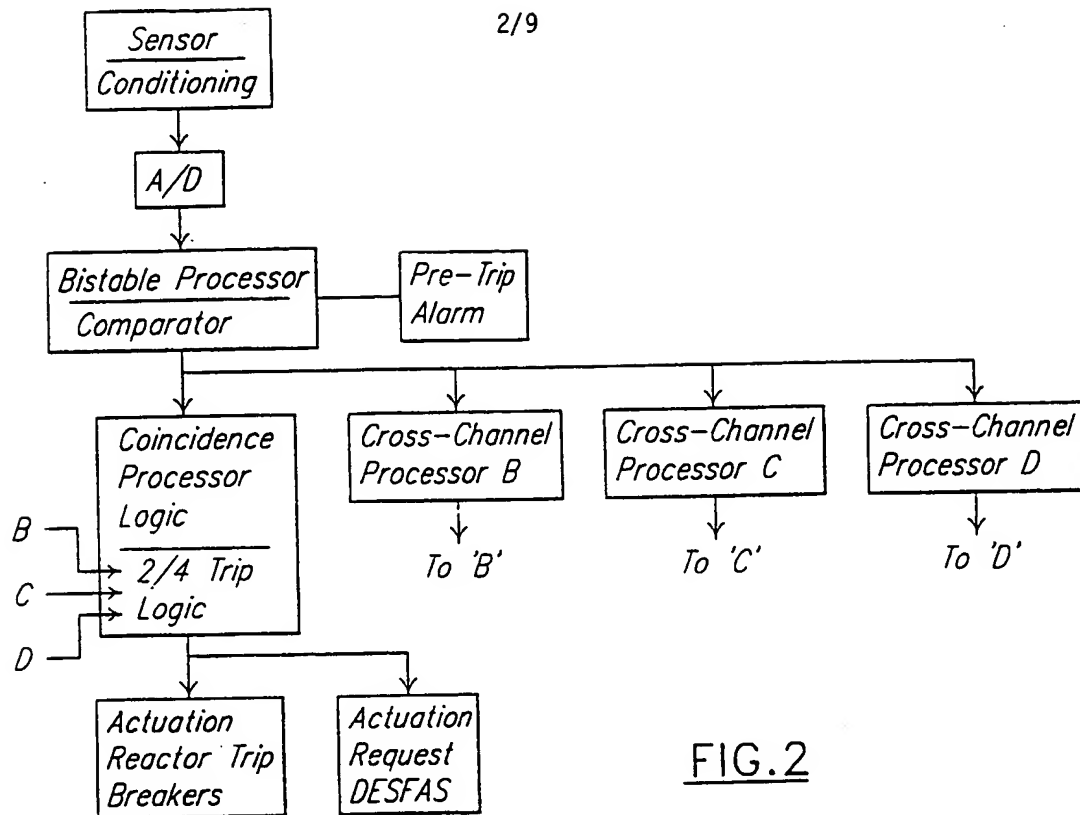 2/9
Sensor
Conditioning
A/D
Bistable Processor
Comparator
Pre-Trip
Alarm
Coincidence
Processor
Logic
2/4 Trip
Logic
B
C
D
Cross-Channel
Processor B
To 'B'
Cross-Channel
Processor C
To 'C'
Cross-Channel
Processor D
To 'D'
Actuation
Reactor Trip
Breakers
Actuation
Request
DESFAS
FIG.2